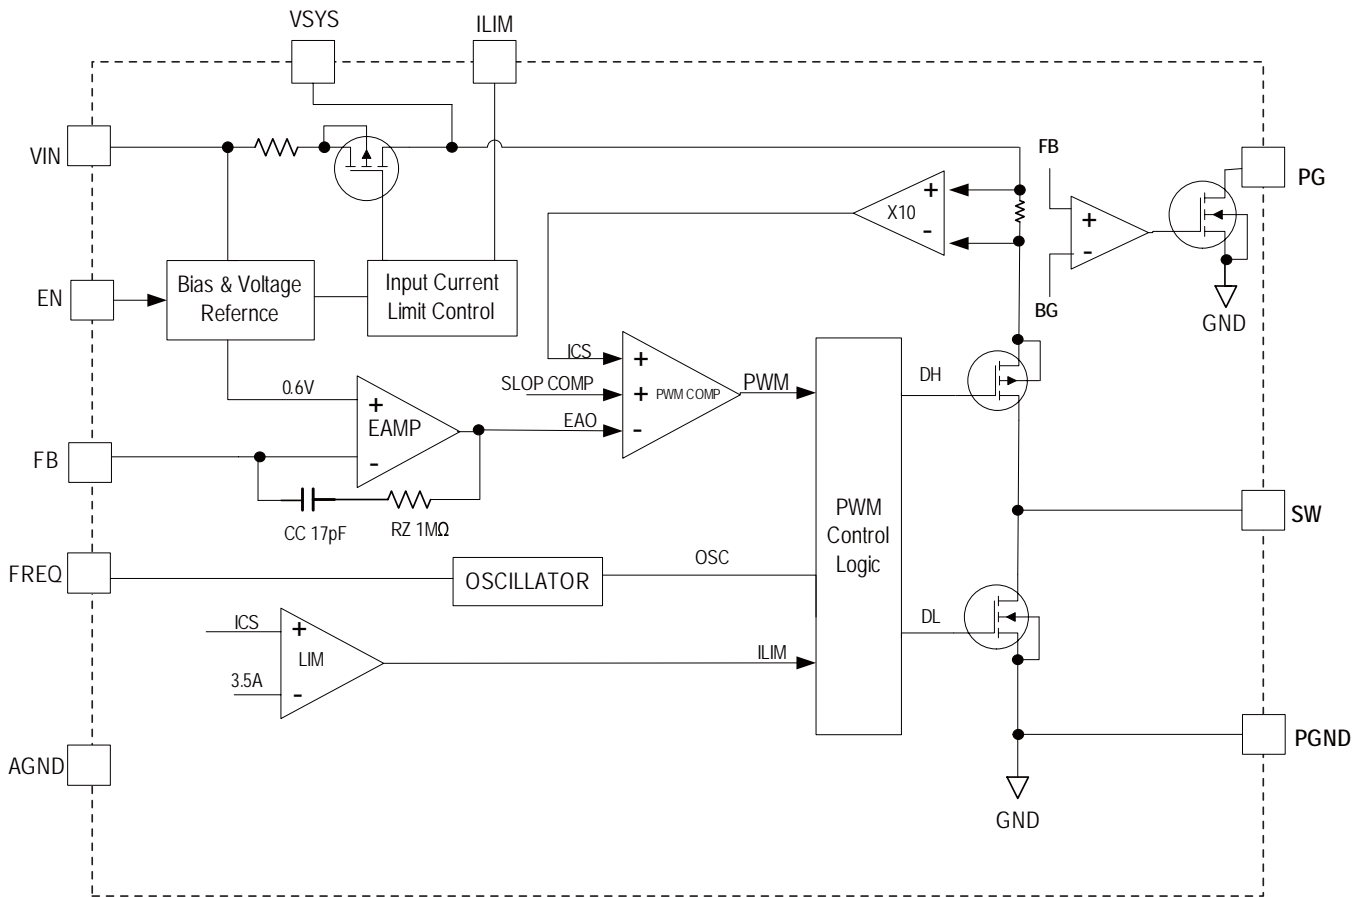 VSYS
ILIM
VIN
FB
PG
X10
+
-
+
-
EN
Bias & Voltage
Refernce
Input Current
Limit Control
BG
GND
ICS
+
SLOP COMP
+
PWM COMP
PWM
DH
0.6V
+
EAMP
-
EAO
-
FB
CC 17pF
RZ 1MΩ
PWM
Control
Logic
SW
FREQ
OSCILLATOR
OSC
ICS
+
LIM
3.5A
-
ILIM
DL
AGND
PGND
GND